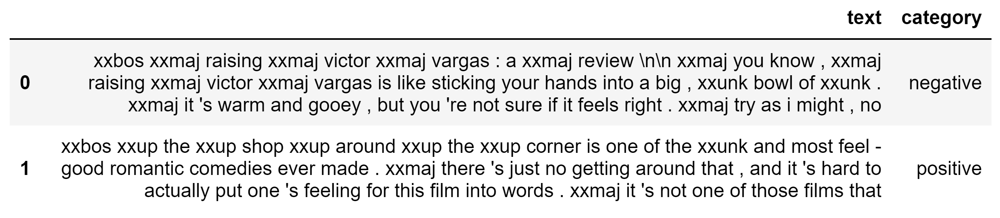 text category
xxbos xxmaj raising xxmaj victor xxmaj vargas : a xxmaj review \n\n xxmaj you know , xxmaj
0 raising xxmaj victor xxmaj vargas is like sticking your hands into a big , xxunk bowl of xxunk . negative
xxmaj it 's warm and gooey , but you 're not sure if it feels right . xxmaj try as i might , no
xxbos xxup the xxup shop xxup around xxup the xxup corner is one of the xxunk and most feel -
1 good romantic comedies ever made . xxmaj there 's just no getting around that , and it 's hard to positive
actually put one 's feeling for this film into words . xxmaj it 's not one of those films that